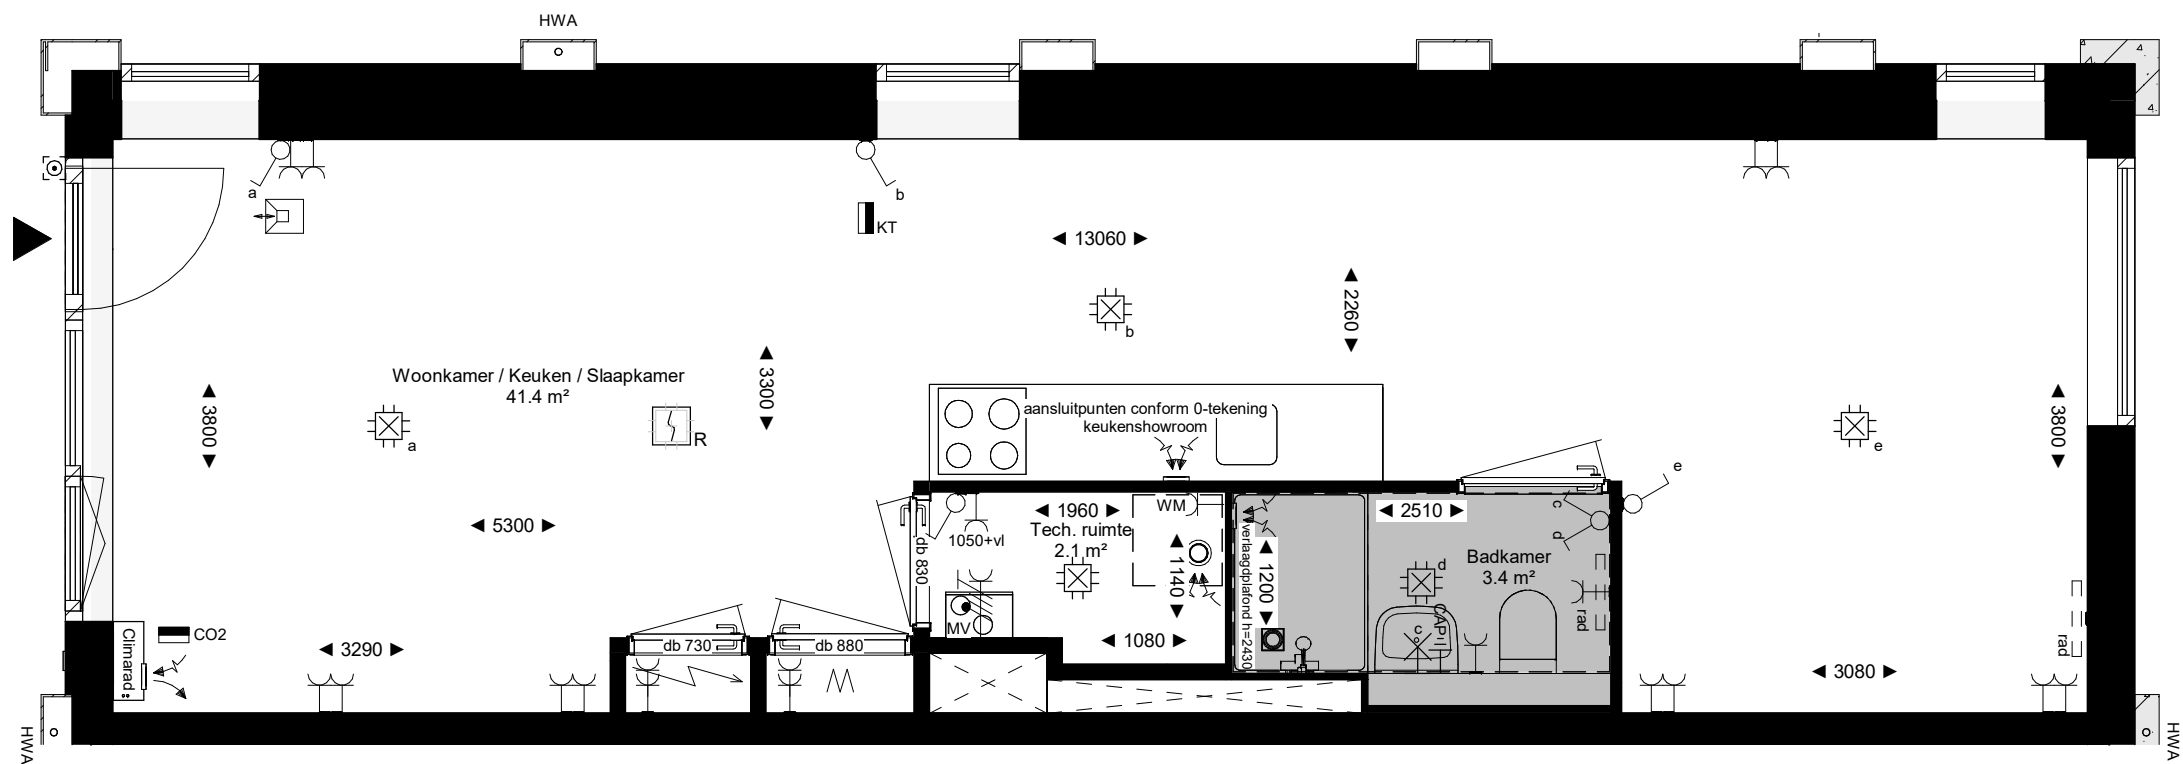 HWA
a
b
KT
13060
2260
b
Woonkamer / Keuken / Slaapkamer
41.4 m²
3800
a
R
3300
aansluitpunten conform 0-tekening
keukenshowroom
e
3800
e
5300
db 830
1050+vl
1960
Tech. ruimte
2.1 m²
WM
1140
verlaagdplafond h=2430
1200
2510
c
d
Badkamer
3.4 m²
d
CAP
c
rad
MV
1080
Climarad
CO2
3290
db 730
db 880
3080
rad
HWA
HWA